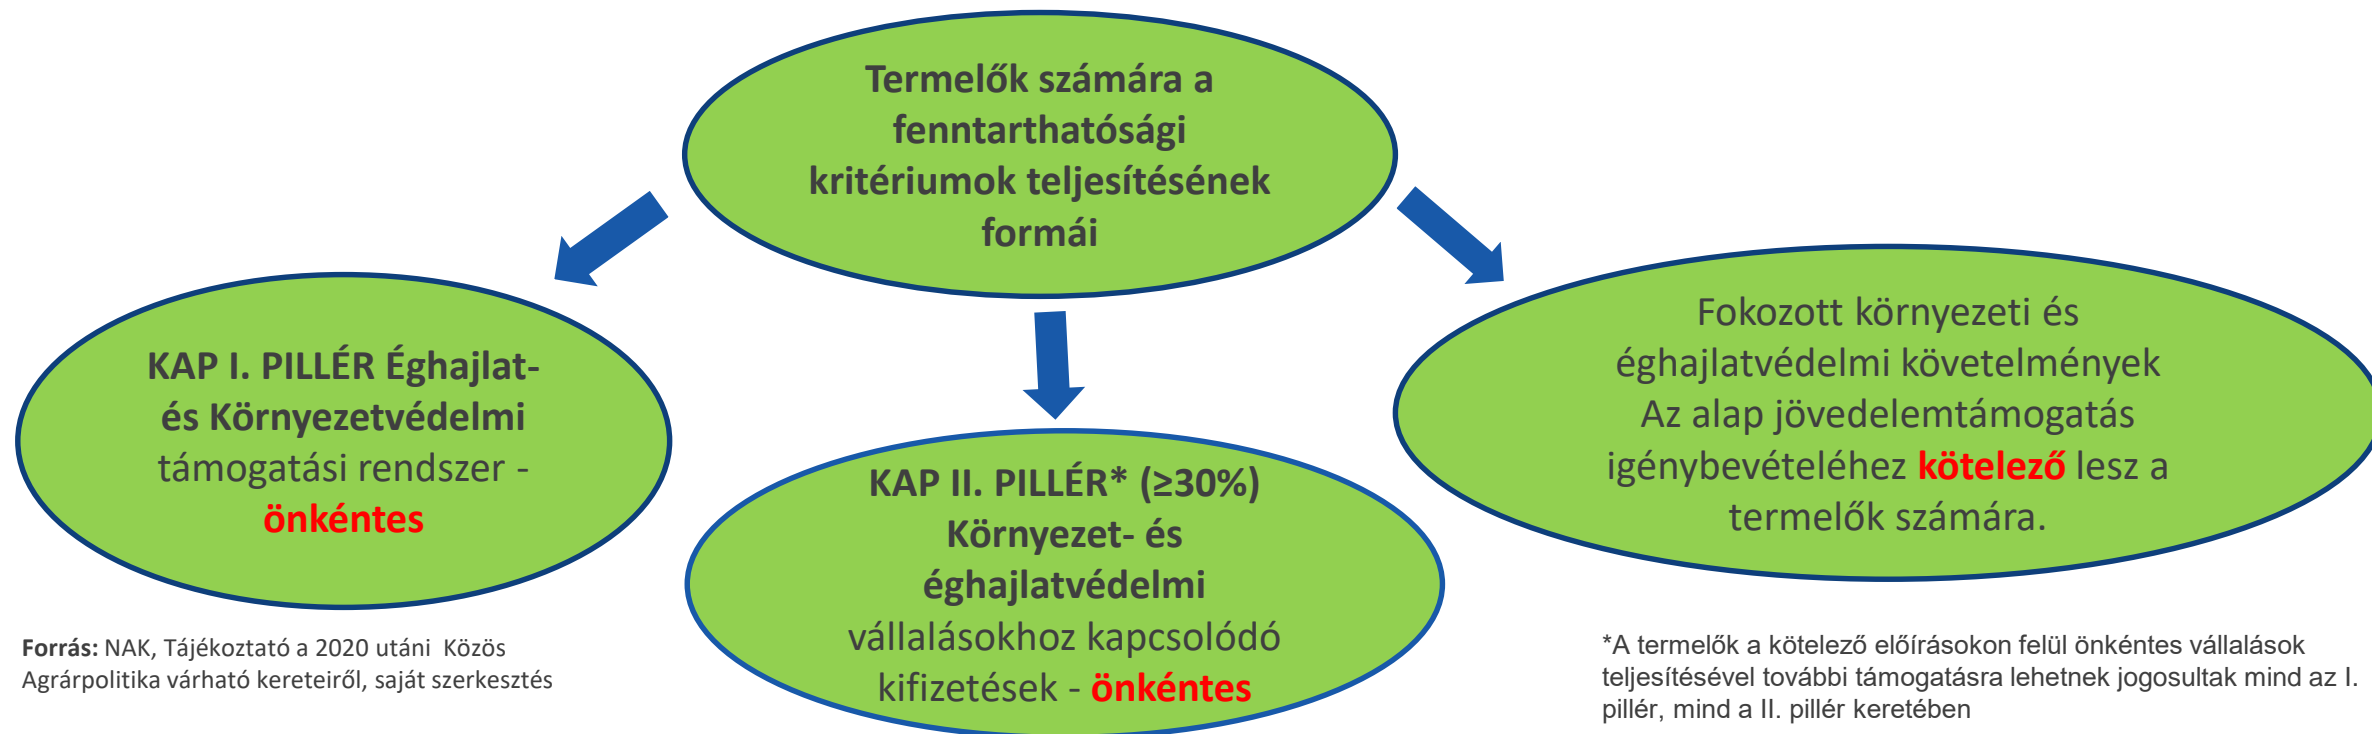 Termelők számára a
fenntarthatósági
kritériumok teljesítésének
formái
KAP I. PILLÉR Éghajlat-
és Környezetvédelmi
támogatási rendszer -
önkéntes
KAP II. PILLÉR* (≥30%)
Környezet- és
éghajlatvédelmi
vállalásokhoz kapcsolódó
kifizetések - önkéntes
Fokozott környezeti és
éghajlatvédelmi követelmények
Az alap jövedelemtámogatás
igénybevételéhez kötelező lesz a
termelők számára.
Forrás: NAK, Tájékoztató a 2020 utáni Közös
Agrárpolitika várható kereteiről, saját szerkesztés
*A termelők a kötelező előírásokon felül önkéntes vállalások
teljesítésével további támogatásra lehetnek jogosultak mind az I.
pillér, mind a II. pillér keretében